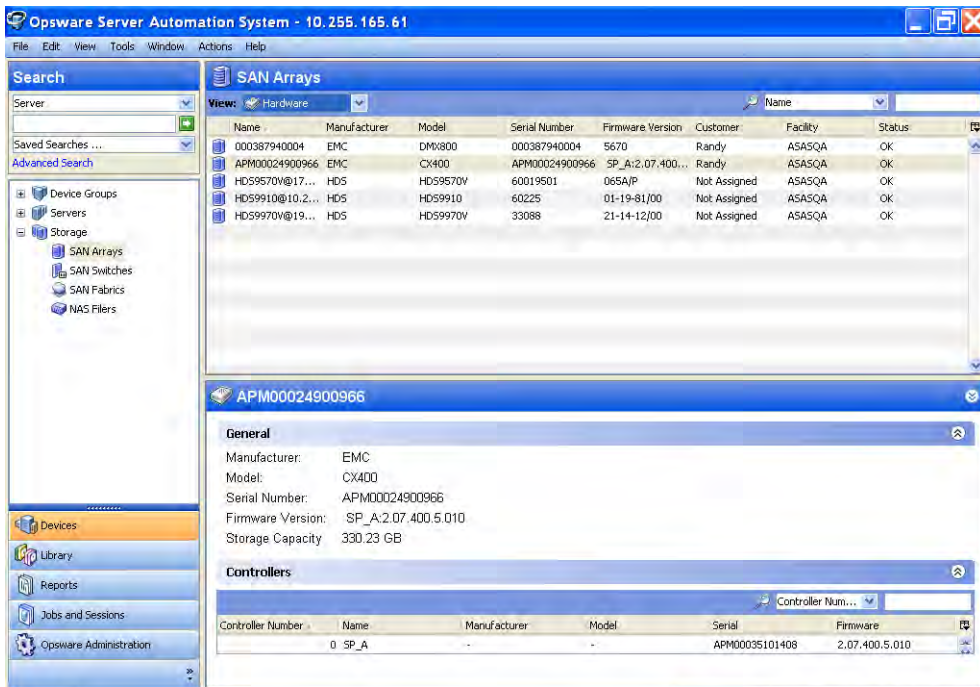 Opsware Server Automation System - 10.255.165.61
File Edit View Tools Window Actions Help
Search
Server
Saved Searches ...
Advanced Search
Device Groups
Servers
Storage
SAN Arrays
SAN Switches
SAN Fabrics
NAS Filers
Devices
Library
Reports
Jobs and Sessions
Opsware Administration
SAN Arrays
View: Hardware Name
Name Manufacturer Model Serial Number Firmware Version Customer Facility Status
000387940004 EMC DMX800 000387940004 5670 Randy ASASQA OK
APM00024900966 EMC CX400 APM00024900966 SP_A:2.07.400... Randy ASASQA OK
HDS9570V@17... HDS HDS9570V 60019501 065A/P Not Assigned ASASQA OK
HDS9910@10.2... HDS HDS9910 60225 01-19-81/00 Not Assigned ASASQA OK
HDS9970V@19... HDS HDS9970V 33088 21-14-12/00 Not Assigned ASASQA OK
APM00024900966
General
Manufacturer: EMC
Model: CX400
Serial Number: APM00024900966
Firmware Version: SP_A:2.07.400.5.010
Storage Capacity 330.23 GB
Controllers
Controller Num...
Controller Number Name Manufacturer Model Serial Firmware
0 SP_A - - APM00035101408 2.07.400.5.010